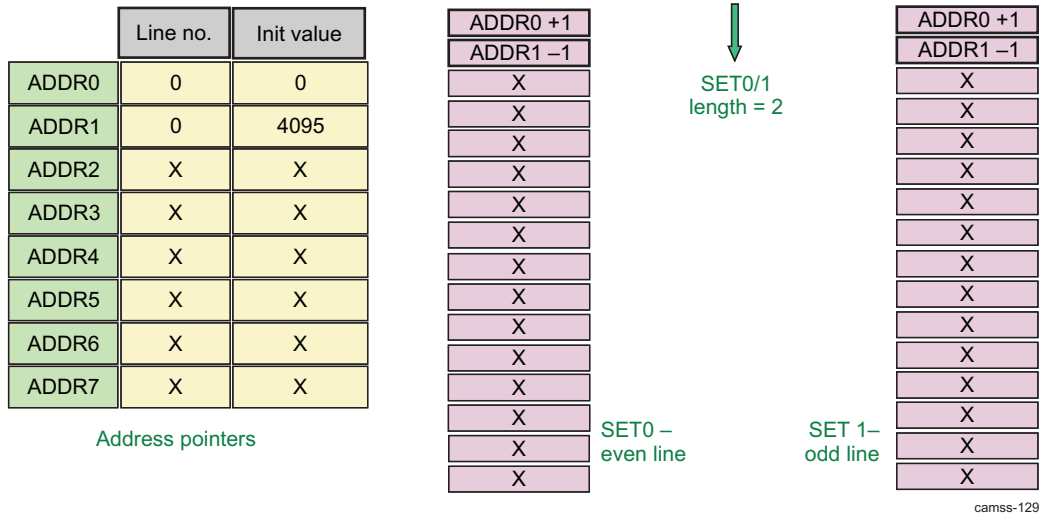 Line no. Init value
ADDR0 0 0
ADDR1 0 4095
ADDR2 X X
ADDR3 X X
ADDR4 X X
ADDR5 X X
ADDR6 X X
ADDR7 X X
Address pointers
ADDR0 +1
ADDR1 –1
X
X
X
X
X
X
X
X
X
X
X
X
X
X
SET0 –
even line
SET0/1
length = 2
ADDR0 +1
ADDR1 –1
X
X
X
X
X
X
X
X
X
X
X
X
X
X
SET 1–
odd line
camss-129